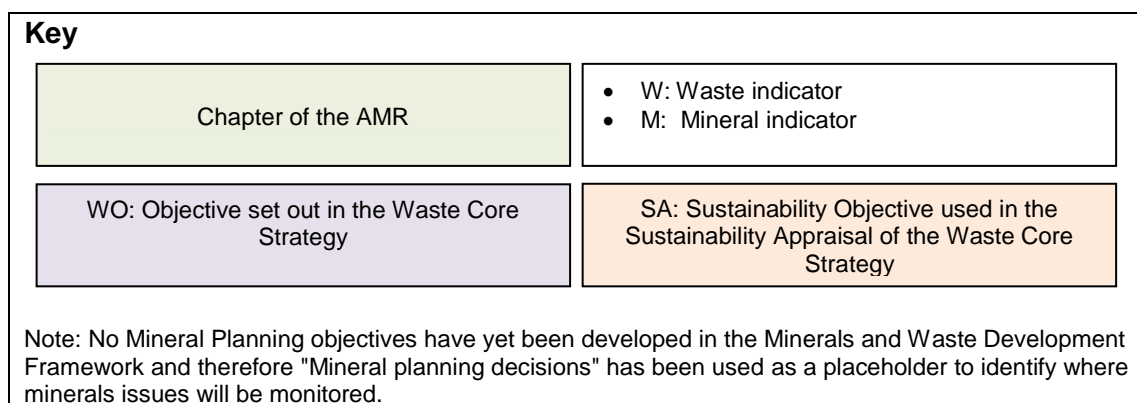 Key
Chapter of the AMR
• W: Waste indicator
• M: Mineral indicator
WO: Objective set out in the Waste Core
Strategy
SA: Sustainability Objective used in the
Sustainability Appraisal of the Waste Core
Strategy
Note: No Mineral Planning objectives have yet been developed in the Minerals and Waste Development
Framework and therefore "Mineral planning decisions" has been used as a placeholder to identify where
minerals issues will be monitored.